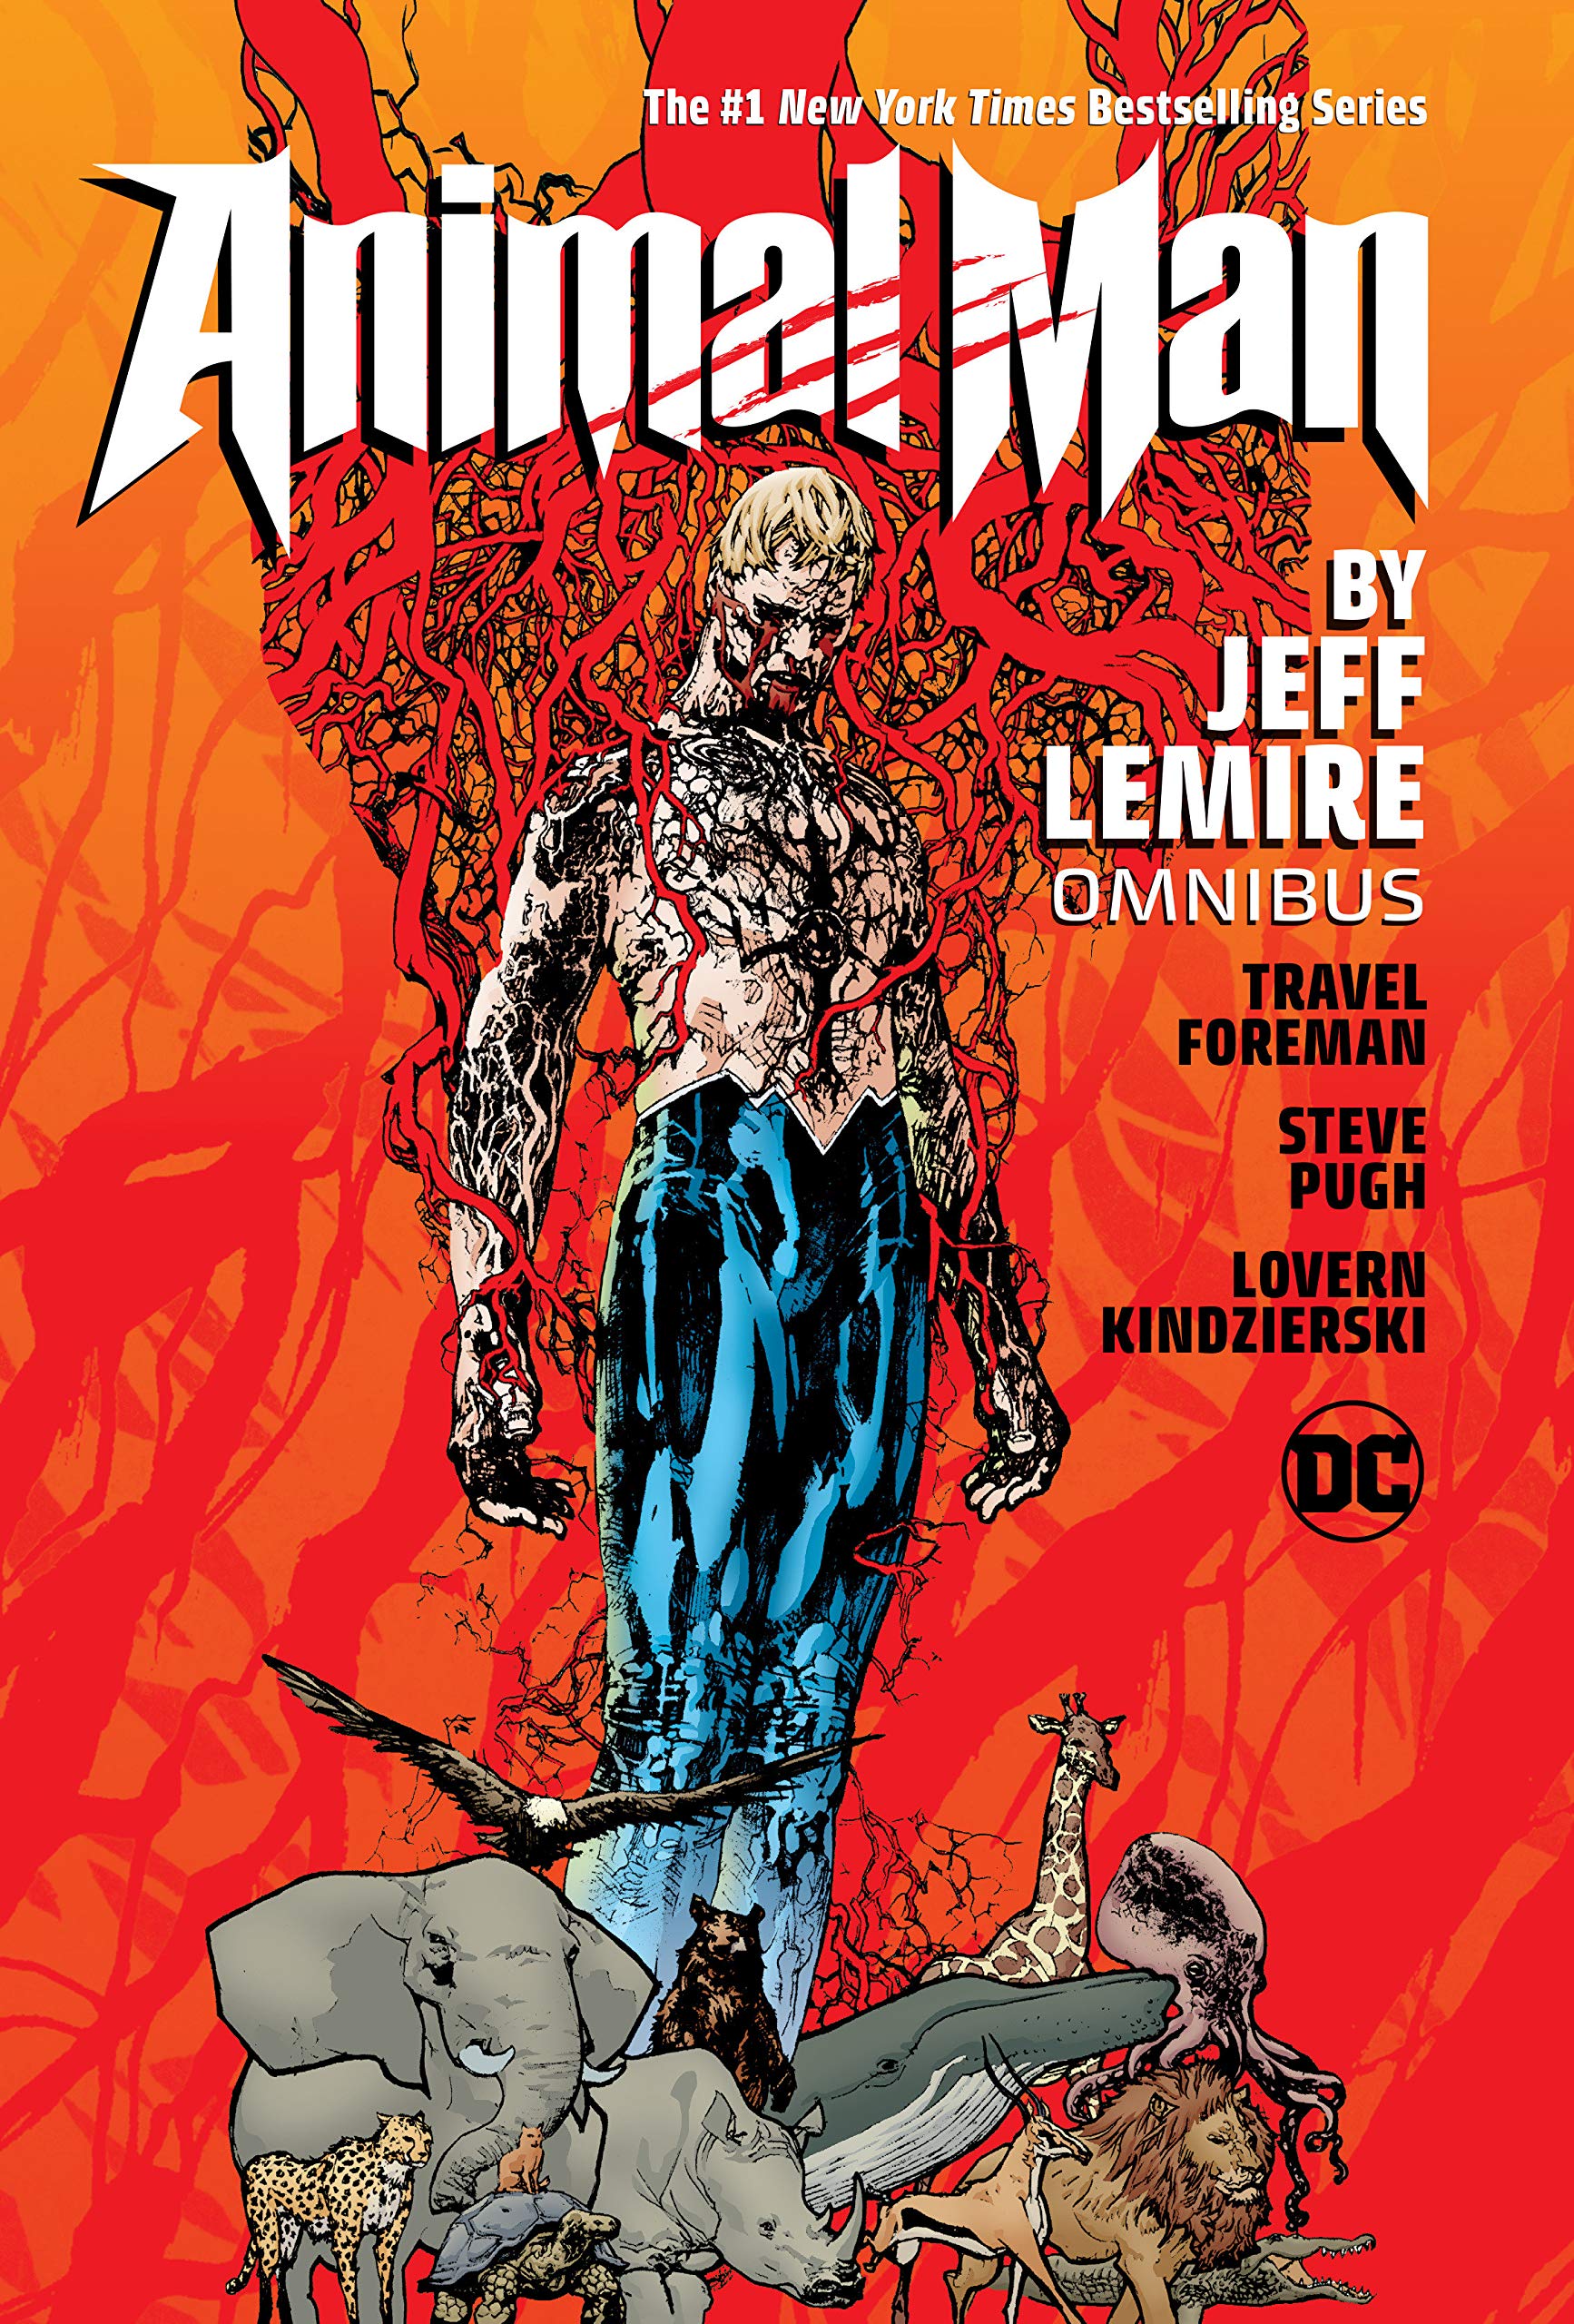 The #1 New York Times Bestselling Series
Animal Man
BY
JEFF
LEMIRE
OMNIBUS
TRAVEL
FOREMAN
STEVE
PUGH
LOVERN
KINDZIERSKI
DC